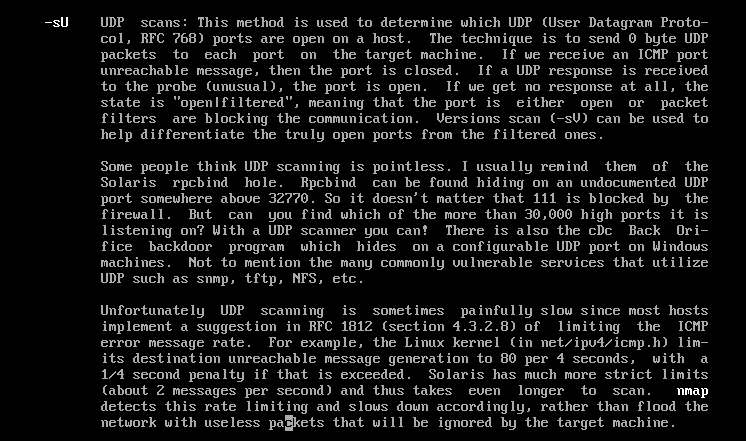 -sU UDP scans: This method is used to determine which UDP (User Datagram Proto-
col, RFC 768) ports are open on a host. The technique is to send 0 byte UDP
packets to each port on the target machine. If we receive an ICMP port
unreachable message, then the port is closed. If a UDP response is received
to the probe (unusual), the port is open. If we get no response at all, the
state is "open|filtered", meaning that the port is either open or packet
filters are blocking the communication. Versions scan (-sV) can be used to
help differentiate the truly open ports from the filtered ones.
Some people think UDP scanning is pointless. I usually remind them of the
Solaris rpcbind hole. Rpcbind can be found hiding on an undocumented UDP
port somewhere above 32770. So it doesn't matter that 111 is blocked by the
firewall. But can you find which of the more than 30,000 high ports it is
listening on? With a UDP scanner you can! There is also the cDc Back Ori-
fice backdoor program which hides on a configurable UDP port on Windows
machines. Not to mention the many commonly vulnerable services that utilize
UDP such as snmp, tftp, NFS, etc.
Unfortunately UDP scanning is sometimes painfully slow since most hosts
implement a suggestion in RFC 1812 (section 4.3.2.8) of limiting the ICMP
error message rate. For example, the Linux kernel (in net/ipv4/icmp.h) lim-
its destination unreachable message generation to 80 per 4 seconds, with a
1/4 second penalty if that is exceeded. Solaris has much more strict limits
(about 2 messages per second) and thus takes even longer to scan. nmap
detects this rate limiting and slows down accordingly, rather than flood the
network with useless packets that will be ignored by the target machine.